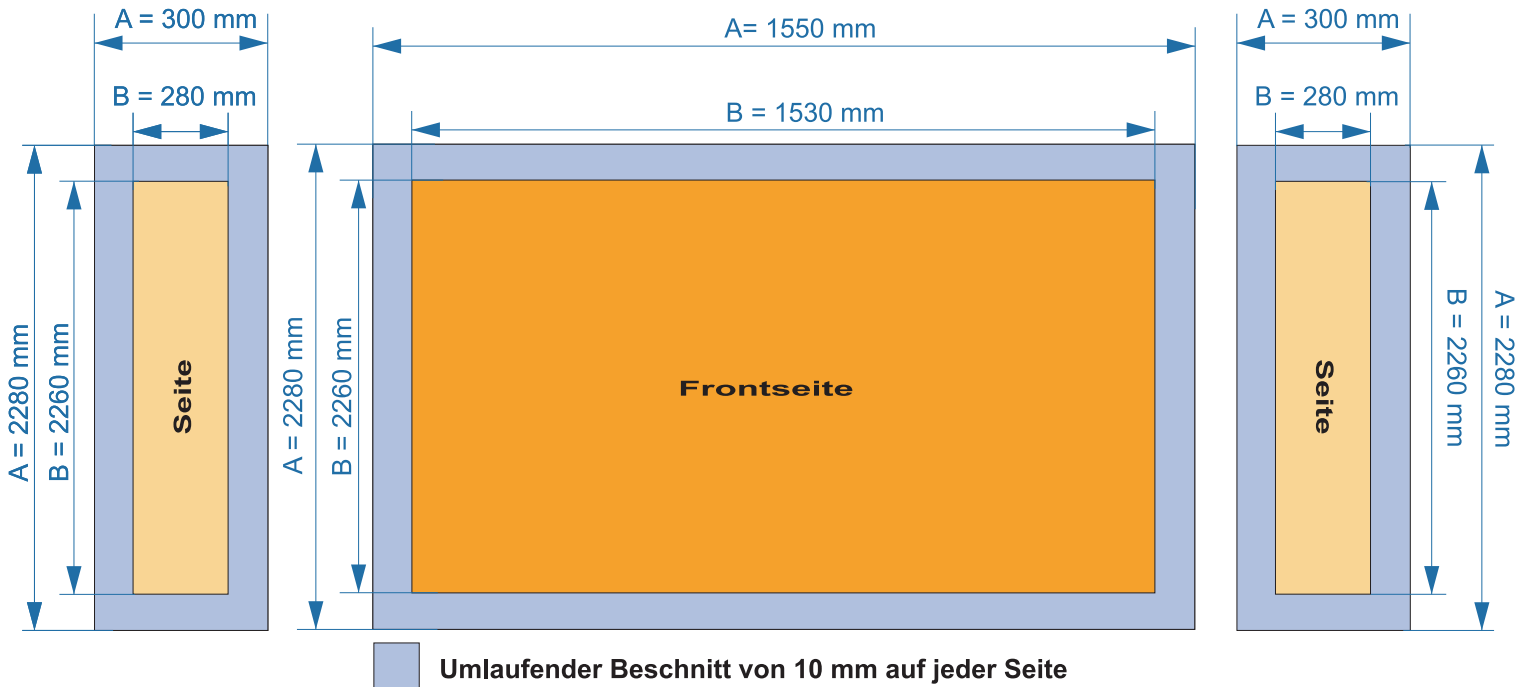 A = 300 mm
B = 280 mm
A = 2280 mm
B = 2260 mm
Seite
A= 1550 mm
B = 1530 mm
A = 2280 mm
B = 2260 mm
Frontseite
A = 300 mm
B = 280 mm
Seite
B = 2260 mm
A = 2280 mm
Umlaufender Beschnitt von 10 mm auf jeder Seite